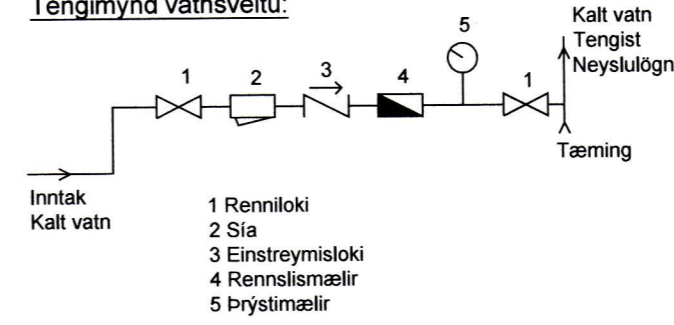 Tengimynd vatnsveitu:
1
2
3
4
5
1
Kalt vatn
Tengist
Neyslulögn
Tæming
Inntak
Kalt vatn
1 Renniloki
2 Sía
3 Einstreymisloki
4 Rennslismælir
5 Þrýstimælir